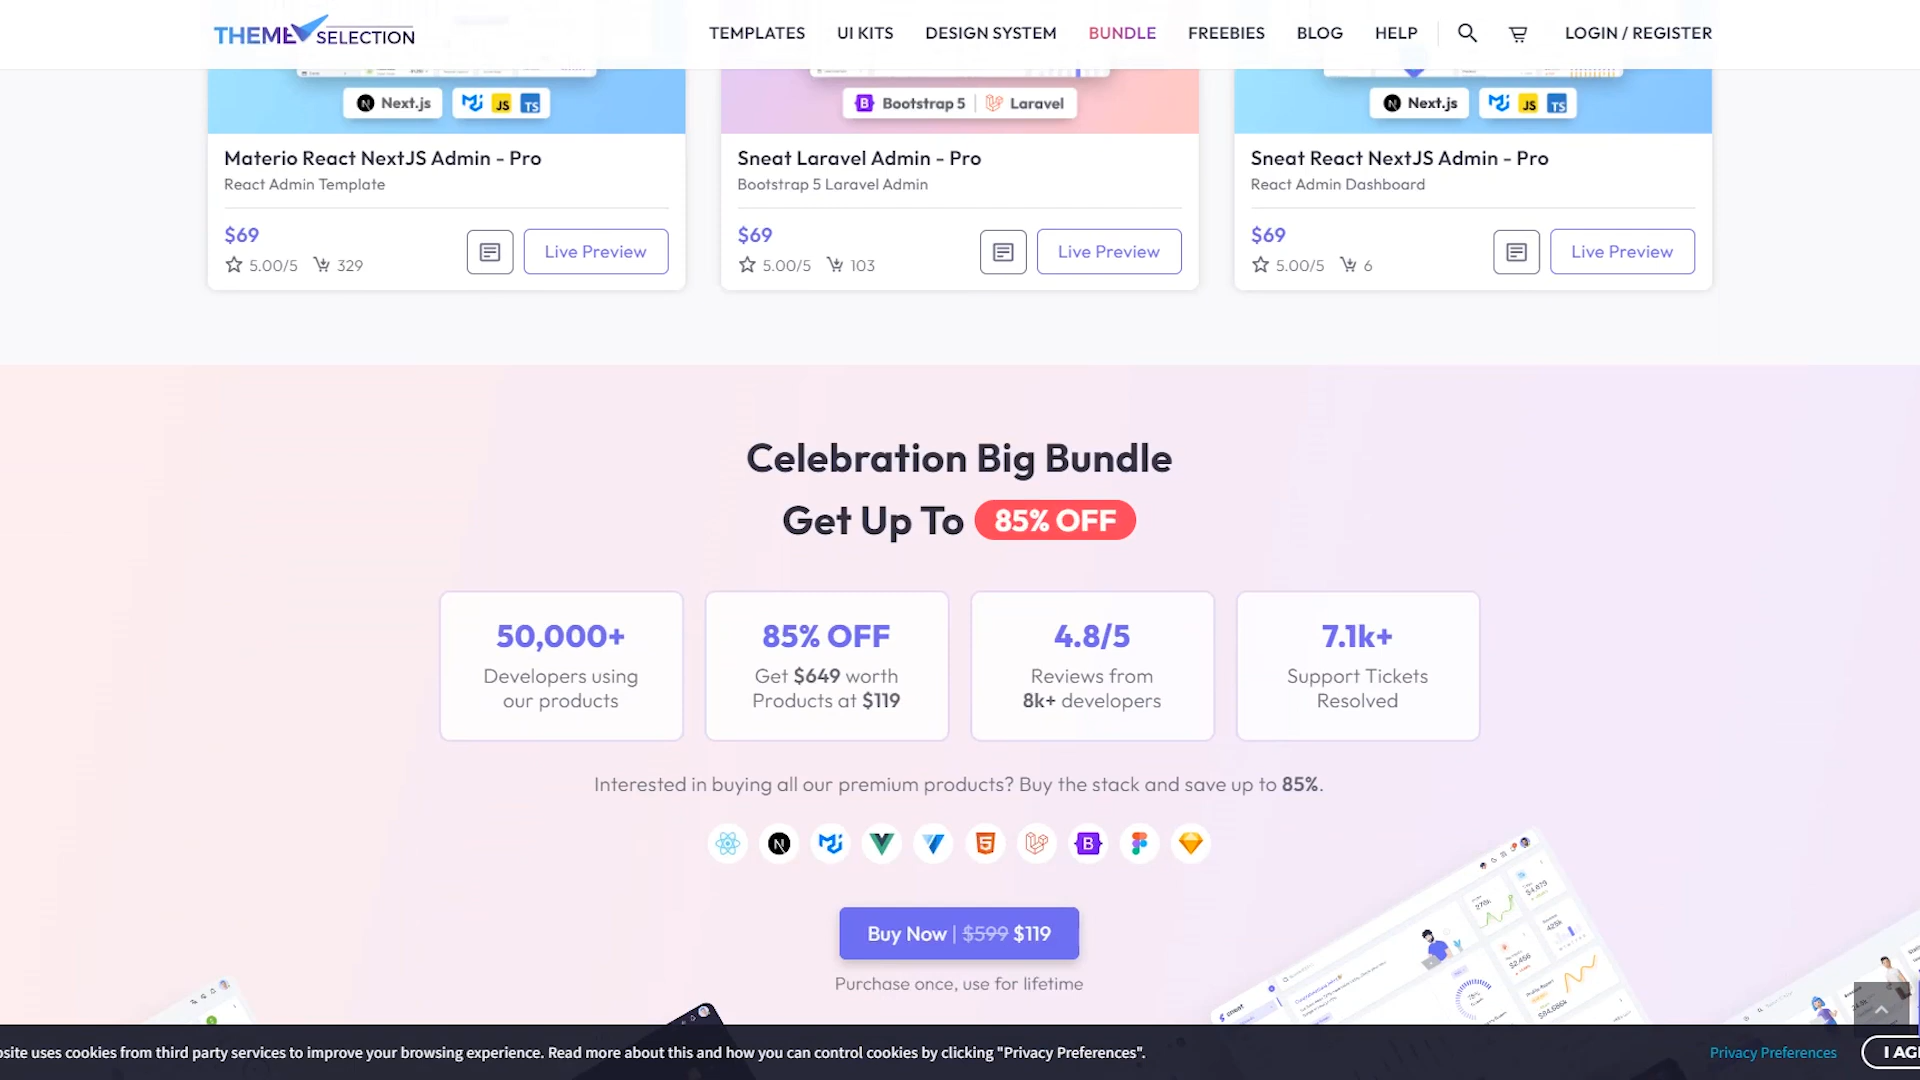 THEME SELECTION
TEMPLATES UI KITS DESIGN SYSTEM BUNDLE FREEBIES BLOG HELP LOGIN / REGISTER
Next.js JS TS
B Bootstrap 5 | Laravel
Next.js JS TS
Materio React NextJS Admin - Pro
React Admin Template
$69
5.00/5 329
Live Preview
Sneat Laravel Admin - Pro
Bootstrap 5 Laravel Admin
$69
5.00/5 103
Live Preview
Sneat React NextJS Admin - Pro
React Admin Dashboard
$69
5.00/5 6
Live Preview
Celebration Big Bundle
Get Up To 85% OFF
50,000+
Developers using
our products
85% OFF
Get $649 worth
Products at $119
4.8/5
Reviews from
8k+ developers
7.1k+
Support Tickets
Resolved
Interested in buying all our premium products? Buy the stack and save up to 85%.
Buy Now | $599 $119
Purchase once, use for lifetime
site uses cookies from third party services to improve your browsing experience. Read more about this and how you can control cookies by clicking "Privacy Preferences".
Privacy Preferences
I AG